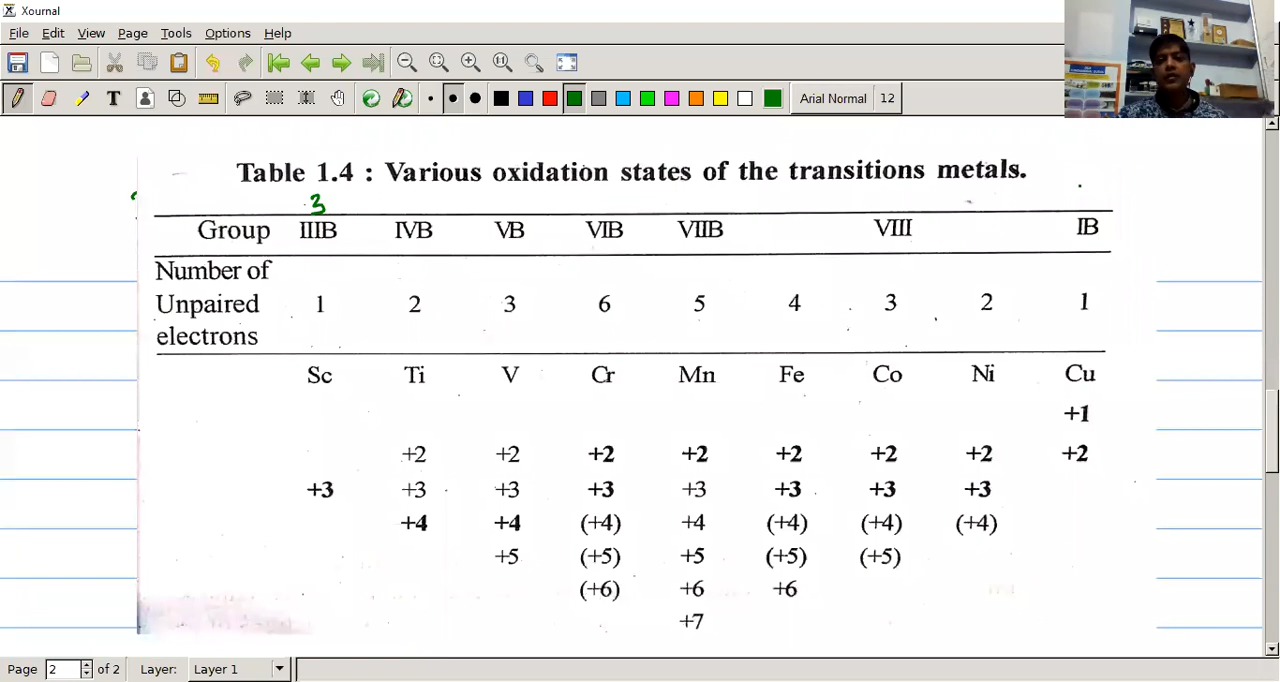 Xournal
File Edit View Page Tools Options Help
Arial Normal 12
Table 1.4 : Various oxidation states of the transitions metals.
3
Group IIIB IVB VB VIB VIIB VIII IB
Number of
Unpaired 1 2 3 6 5 4 3 2 1
electrons
Sc Ti V Cr Mn Fe Co Ni Cu
+1
+2 +2 +2 +2 +2 +2 +2 +2
+3 +3 +3 +3 +3 +3 +3 +3
+4 +4 (+4) +4 (+4) (+4) (+4)
+5 (+5) +5 (+5) (+5)
(+6) +6 +6
+7
Page 2 of 2 Layer: Layer 1